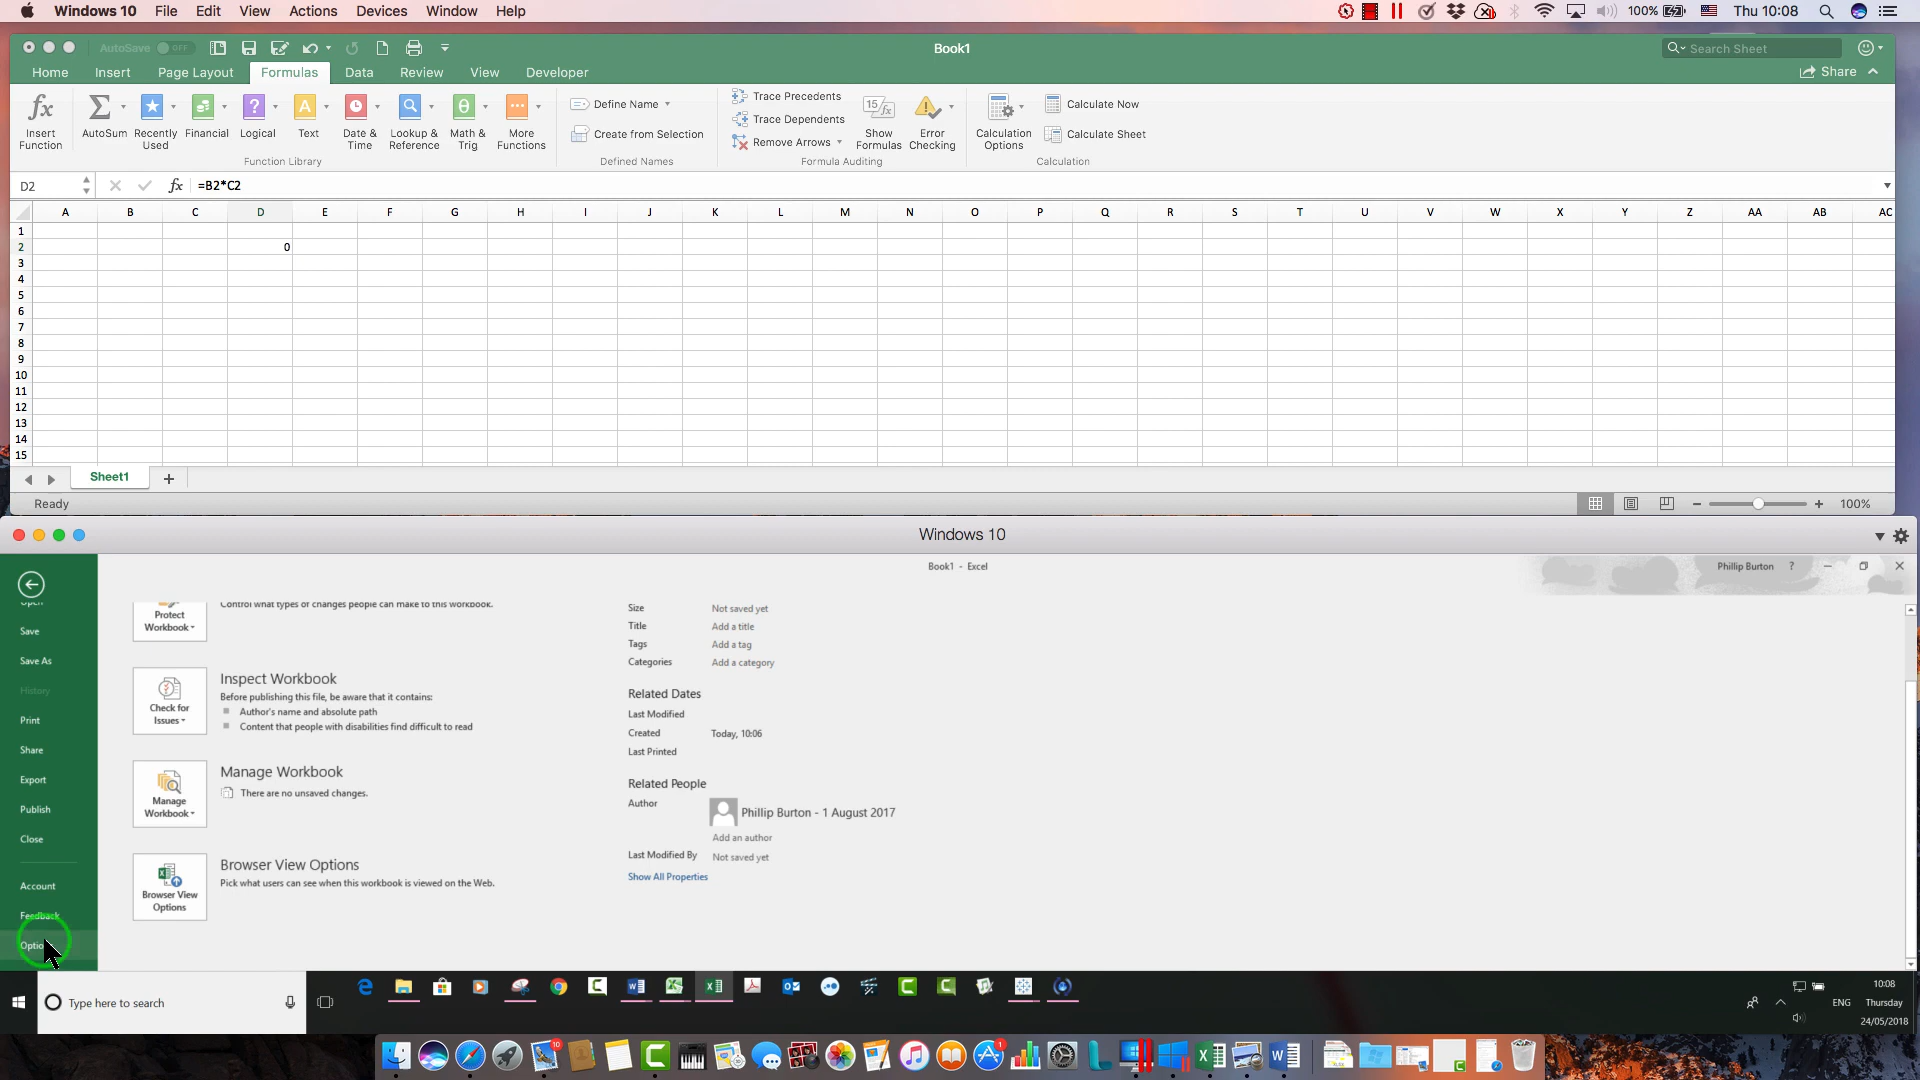 Windows 10 File Edit View Actions Devices Window Help 100% Thu 10:08
AutoSave OFF Book1 Search Sheet
Home Insert Page Layout Formulas Data Review View Developer Share
Insert Function AutoSum Recently Used Financial Logical Text Date & Time Lookup & Reference Math & Trig More Functions
Function Library
Define Name
Create from Selection
Defined Names
Trace Precedents
Trace Dependents
Remove Arrows
Show Formulas Error Checking
Formula Auditing
Calculation Options
Calculate Now
Calculate Sheet
Calculation
D2 fx =B2*C2
A B C D E F G H I J K L M N O P Q R S T U V W X Y Z AA AB AC
1
2 0
3
4
5
6
7
8
9
10
11
12
13
14
15
Sheet1
Ready 100%
Windows 10
Book1 - Excel Phillip Burton ?
Open
Save
Save As
History
Print
Share
Export
Publish
Close
Account
Feedback
Protect Workbook
Control what types of changes people can make to this workbook.
Check for Issues
Inspect Workbook
Before publishing this file, be aware that it contains:
Author's name and absolute path
Content that people with disabilities find difficult to read
Manage Workbook
Manage Workbook
There are no unsaved changes.
Browser View Options
Browser View Options
Pick what users can see when this workbook is viewed on the Web.
Size Not saved yet
Title Add a title
Tags Add a tag
Categories Add a category
Related Dates
Last Modified
Created Today, 10:06
Last Printed
Related People
Author Phillip Burton - 1 August 2017
Add an author
Last Modified By Not saved yet
Show All Properties
Type here to search
10:08
ENG Thursday
24/05/2018